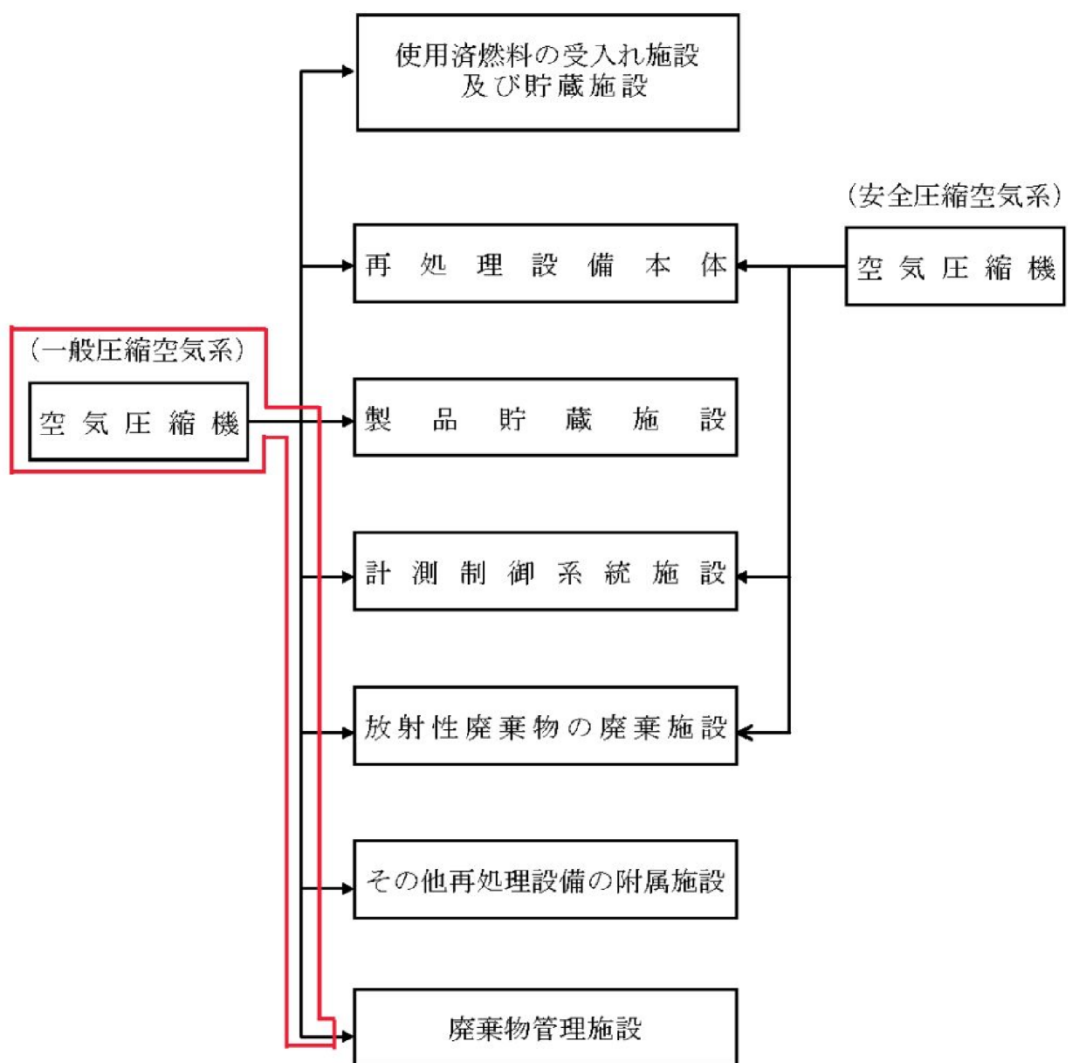 使用済燃料の受入れ施設
及び貯蔵施設
(安全圧縮空気系)
再処理設備本体
空気圧縮機
(一般圧縮空気系)
空気圧縮機
製品貯蔵施設
計測制御系統施設
放射性廃棄物の廃棄施設
その他再処理設備の附属施設
廃棄物管理施設